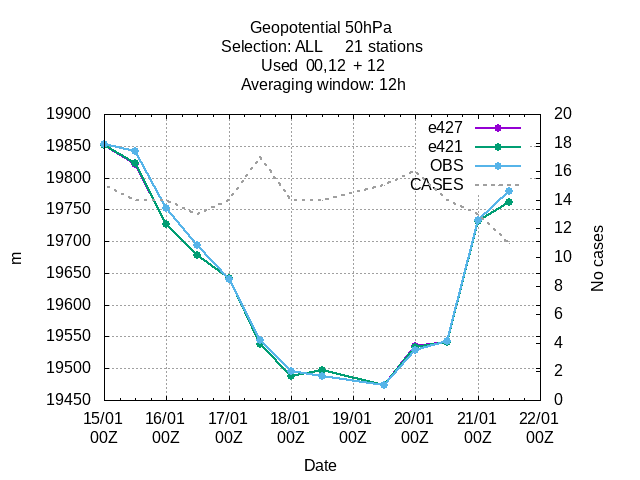 Geopotential 50hPa
Selection: ALL     21 stations
Used  00,12  + 12
Averaging window: 12h
19900
19850
19800
19750
19700
19650
19600
19550
19500
19450
20
18
16
14
12
10
8
6
4
2
0
e427
e421
OBS
CASES
m
No cases
15/01 16/01 17/01 18/01 19/01 20/01 21/01 22/01
00Z 00Z 00Z 00Z 00Z 00Z 00Z 00Z
Date